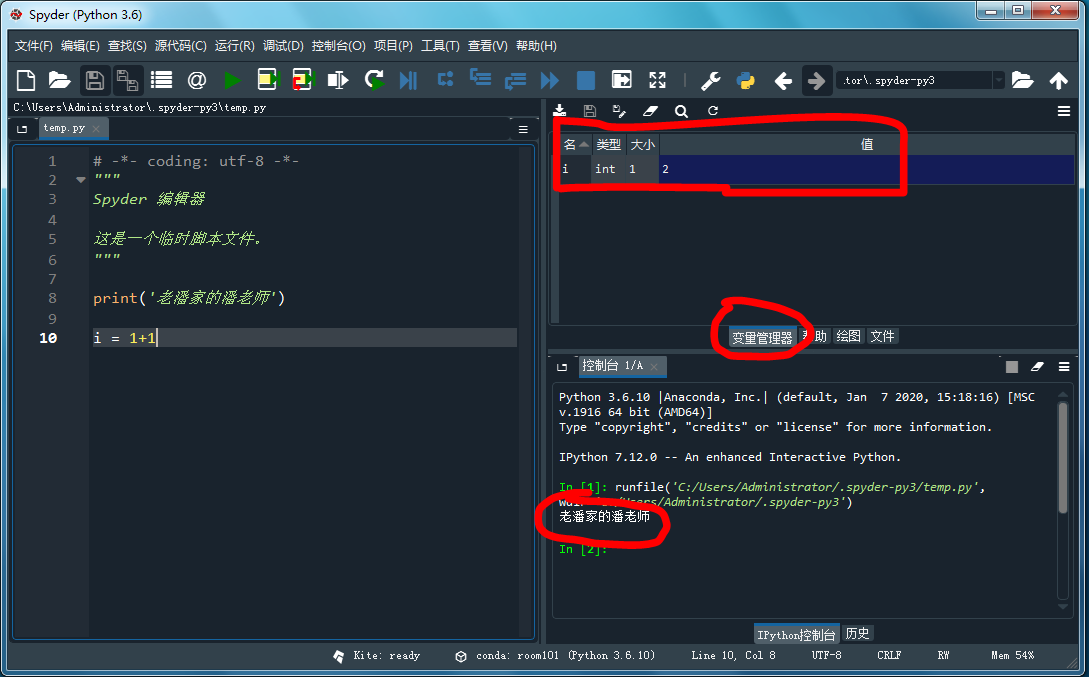 Spyder (Python 3.6)
文件(F) 编辑(E) 查找(S) 源代码(C) 运行(R) 调试(D) 控制台(O) 项目(P) 工具(T) 查看(V) 帮助(H)
.tor\.spyder-py3
C:\Users\Administrator\.spyder-py3\temp.py
temp.py
1 # -*- coding: utf-8 -*-
2 """
3 Spyder 编辑器
4
5 这是一个临时脚本文件。
6 """
7
8 print('老潘家的潘老师')
9
10 i = 1+1
名 类型 大小 值
i int 1 2
变量管理器 助 绘图 文件
控制台 1/A
Python 3.6.10 |Anaconda, Inc.| (default, Jan  7 2020, 15:18:16) [MSC
v.1916 64 bit (AMD64)]
Type "copyright", "credits" or "license" for more information.
IPython 7.12.0 -- An enhanced Interactive Python.
In [1]: runfile('C:/Users/Administrator/.spyder-py3/temp.py',
/Users/Administrator/.spyder-py3')
老潘家的潘老师
In [2]:
IPython控制台 历史
Kite: ready conda: room101 (Python 3.6.10) Line 10, Col 8 UTF-8 CRLF RW Mem 54%